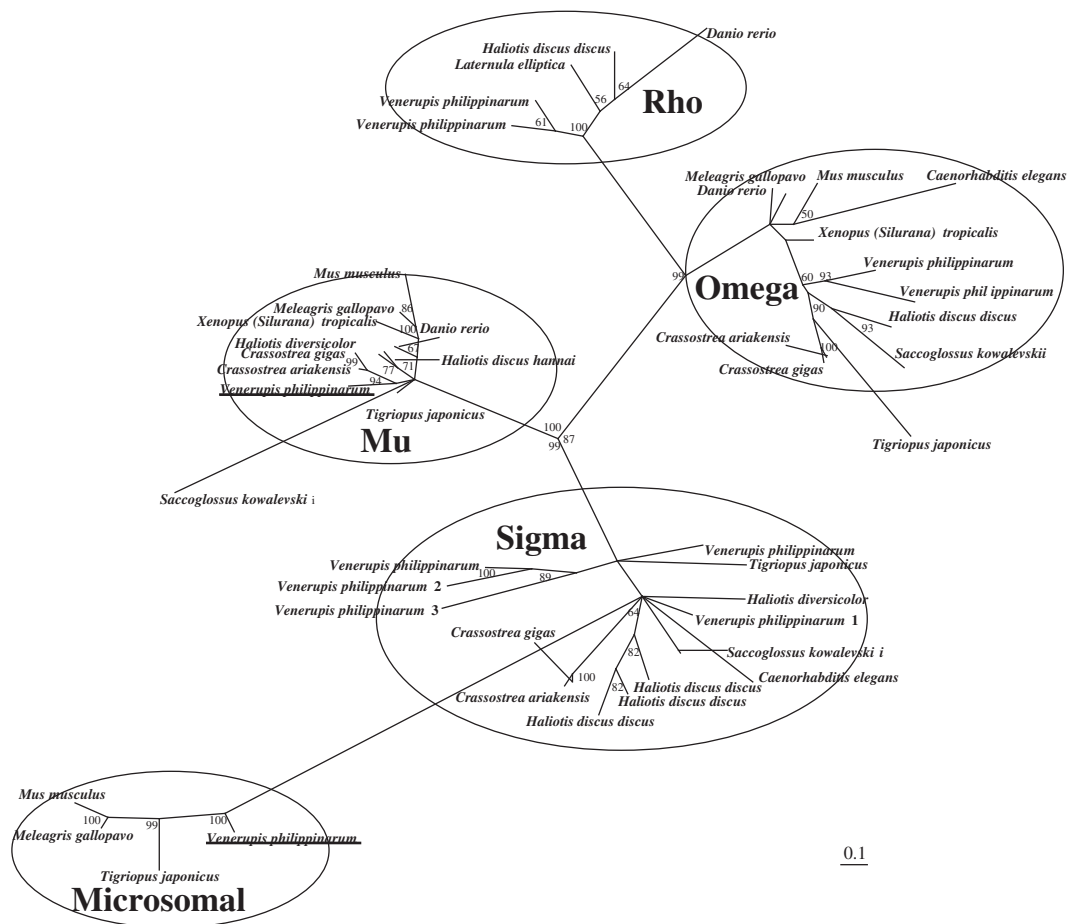 Danio rerio
Haliotis discus discus
Laternula elliptica
64
56
Rho
Venerupis philippinarum
61
Venerupis philippinarum
100
Meleagris gallopavo
Mus musculus
Caenorhabditis elegans
Danio rerio
50
Xenopus (Silurana) tropicalis
99
Omega
60
93
Venerupis philippinarum
Venerupis phil ippinarum
90
Haliotis discus discus
93
Crassostrea ariakensis
100
Saccoglossus kowalevskii
Crassostrea gigas
Tigriopus japonicus
Mus musculus
Meleagris gallopavo
86
Xenopus (Silurana) tropicalis
100
Danio rerio
Haliotis diversicolor
67
Crassostrea gigas
Haliotis discus hannai
99
77
71
Crassostrea ariakensis
94
Venerupis philippinarum
Tigriopus japonicus
Mu
Saccoglossus kowalevski i
100
87
99
Sigma
Venerupis philippinarum
Tigriopus japonicus
Venerupis philippinarum
100
89
Venerupis philippinarum 2
Venerupis philippinarum 3
Haliotis diversicolor
64
Venerupis philippinarum 1
Crassostrea gigas
Saccoglossus kowalevski i
82
100
Caenorhabditis elegans
Crassostrea ariakensis
82
Haliotis discus discus
Haliotis discus discus
Haliotis discus discus
Mus musculus
100
99
100
Meleagris gallopavo
Venerupis philippinarum
Tigriopus japonicus
Microsomal
0.1